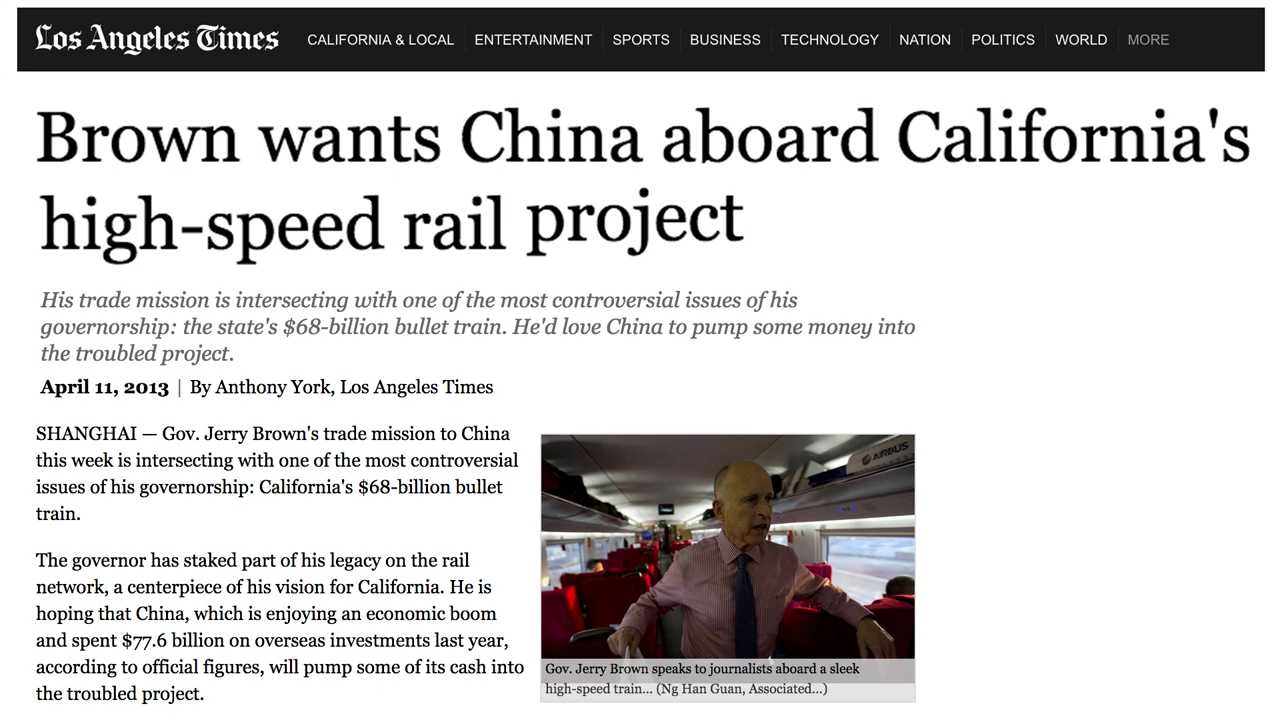 Los Angeles Times CALIFORNIA & LOCAL ENTERTAINMENT SPORTS BUSINESS TECHNOLOGY NATION POLITICS WORLD MORE
Brown wants China aboard California's
high-speed rail project
His trade mission is intersecting with one of the most controversial issues of his
governorship: the state's $68-billion bullet train. He'd love China to pump some money into
the troubled project.
April 11, 2013 | By Anthony York, Los Angeles Times
SHANGHAI — Gov. Jerry Brown's trade mission to China
this week is intersecting with one of the most controversial
issues of his governorship: California's $68-billion bullet
train.
The governor has staked part of his legacy on the rail
network, a centerpiece of his vision for California. He is
hoping that China, which is enjoying an economic boom
and spent $77.6 billion on overseas investments last year,
according to official figures, will pump some of its cash into
the troubled project.
AIRBUS
Gov. Jerry Brown speaks to journalists aboard a sleek
high-speed train... (Ng Han Guan, Associated...)